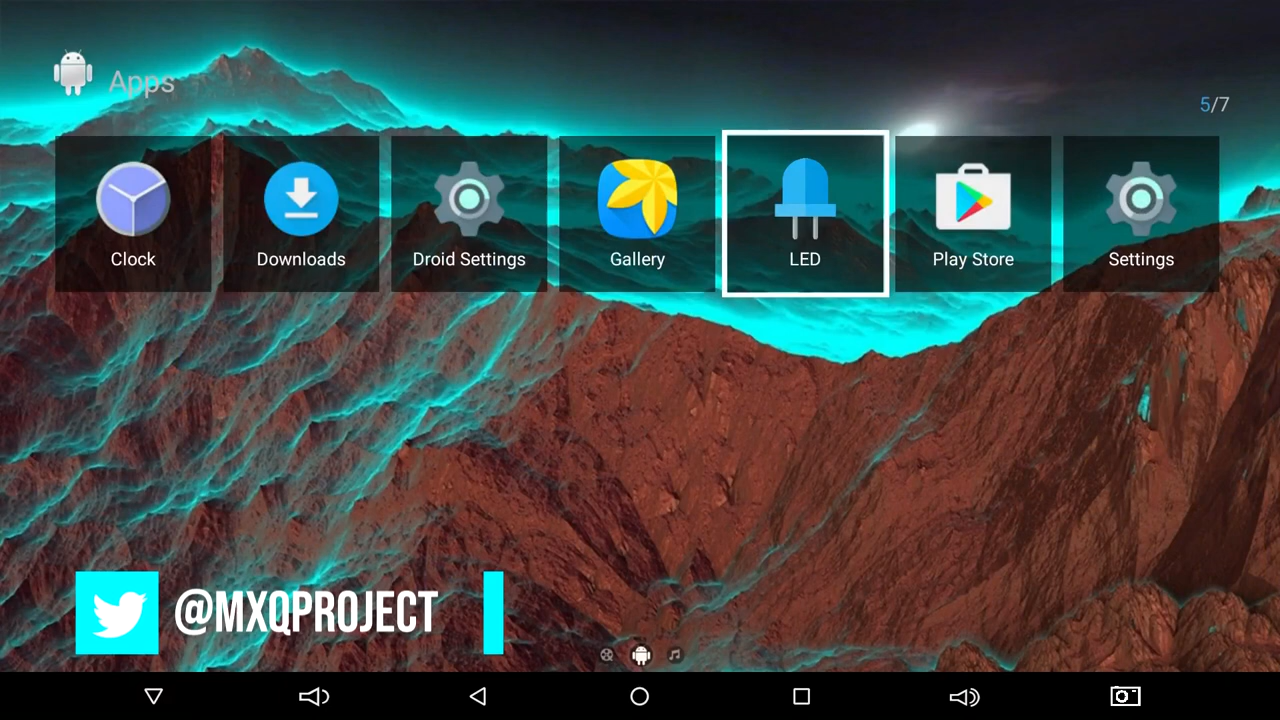 Apps
5/7
Clock
Downloads
Droid Settings
Gallery
LED
Play Store
Settings
@MXQPROJECT